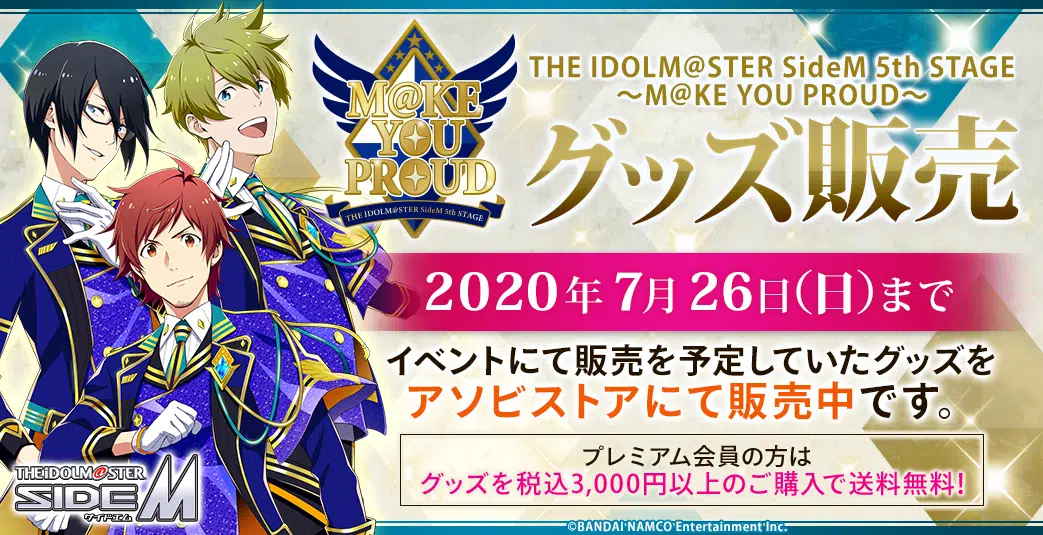 M@KE
YOU
PROUD
THE IDOLM@STER SideM 5th STAGE
THE IDOLM@STER SideM 5th STAGE
～M@KE YOU PROUD～
グッズ販売
2020年7月26日(日)まで
イベントにて販売を予定していたグッズを
アソビストアにて販売中です。
プレミアム会員の方は
グッズを税込3,000円以上のご購入で送料無料!
THE IDOLM@STER
SIDEM
サイドエム
©BANDAI NAMCO Entertainment Inc.